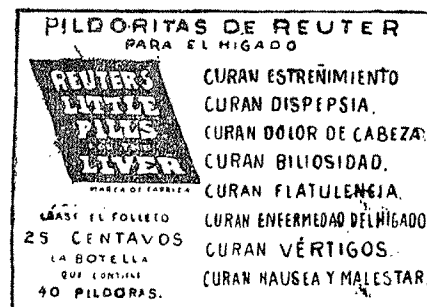 PILDORITAS DE REUTER
PARA EL HIGADO
REUTER'S
LITTLE
PILLS
LIVER
MARCA DE FABRICA
EL FOLLETO
25 CENTAVOS
LA BOTELLA
QUE CONTIENE
40 PILDORAS.
CURAN ESTREÑIMIENTO
CURAN DISPEPSIA.
CURAN DOLOR DE CABEZA.
CURAN BILIOSIDAD.
CURAN FLATULENCIA.
CURAN ENFERMEDAD DEL HIGADO
CURAN VÉRTIGOS.
CURAN NAUSEA Y MALESTAR.